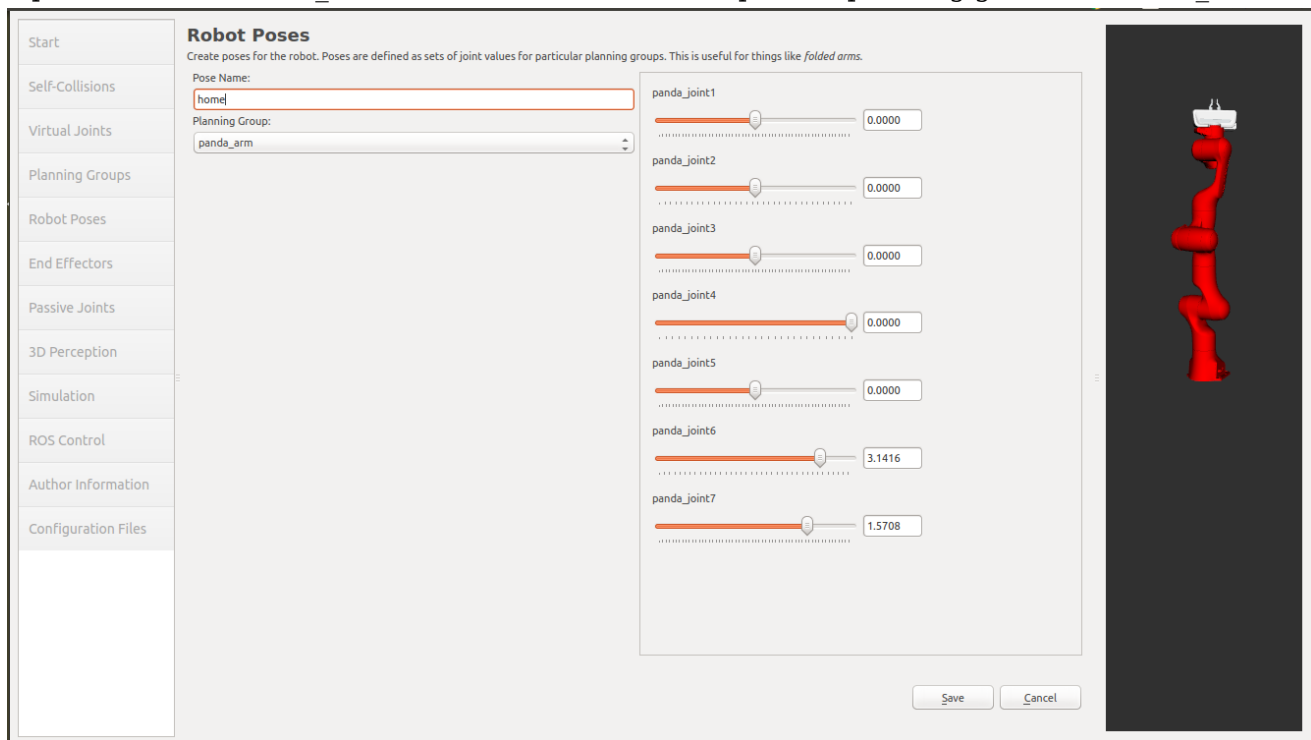 Start
Self-Collisions
Virtual Joints
Planning Groups
Robot Poses
End Effectors
Passive Joints
3D Perception
Simulation
ROS Control
Author Information
Configuration Files
Robot Poses
Create poses for the robot. Poses are defined as sets of joint values for particular planning groups. This is useful for things like folded arms.
Pose Name:
home
Planning Group:
panda_arm
panda_joint1
0.0000
panda_joint2
0.0000
panda_joint3
0.0000
panda_joint4
0.0000
panda_joint5
0.0000
panda_joint6
3.1416
panda_joint7
1.5708
Save Cancel